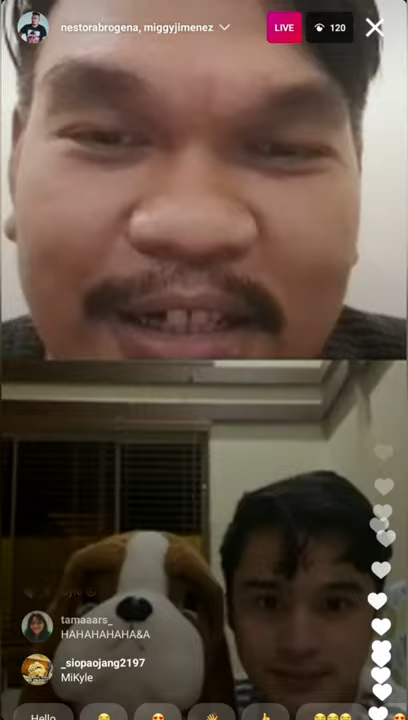 nestorabrogena, miggyjimenez
LIVE
120
tamaaars_
HAHAHAHAHA&A
_siopaojang2197
MiKyle
Hello